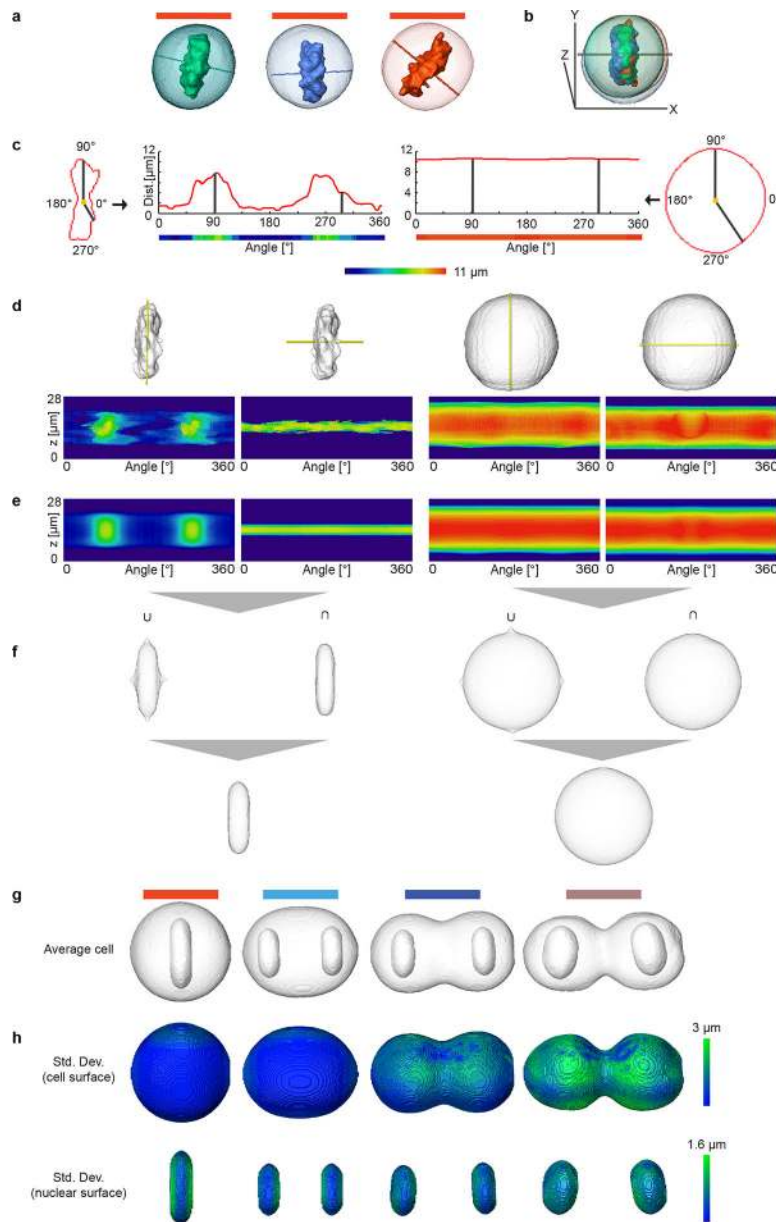 a
b
Y
Z
X
c
90°
180°
0°
270°
Dist.[µm]
12
8
4
0
0 90 180 270 360
Angle [°]
12
8
4
0
0 90 180 270 360
Angle [°]
90°
180°
0°
270°
11 µm
d
28
z [µm]
0
0 Angle [°] 360
0 Angle [°] 360
0 Angle [°] 360
0 Angle [°] 360
e
28
z [µm]
0
0 Angle [°] 360
0 Angle [°] 360
0 Angle [°] 360
0 Angle [°] 360
∪ ∩ ∪ ∩
f
g
Average cell
h
Std. Dev.
(cell surface)
3 µm
Std. Dev.
(nuclear surface)
1.6 µm